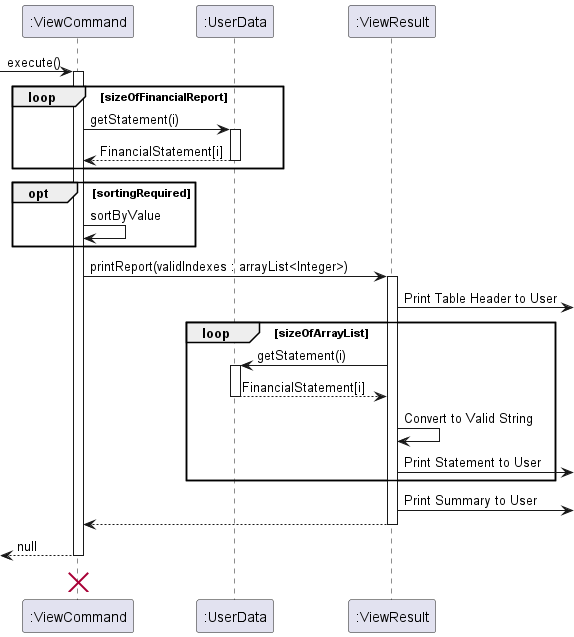 :ViewCommand :UserData :ViewResult
execute()
loop [sizeOfFinancialReport]
getStatement(i)
FinancialStatement[i]
opt [sortingRequired]
sortByValue
printReport(validIndexes : arrayList<Integer>)
Print Table Header to User
loop [sizeOfArrayList]
getStatement(i)
FinancialStatement[i]
Convert to Valid String
Print Statement to User
Print Summary to User
null
:ViewCommand :UserData :ViewResult